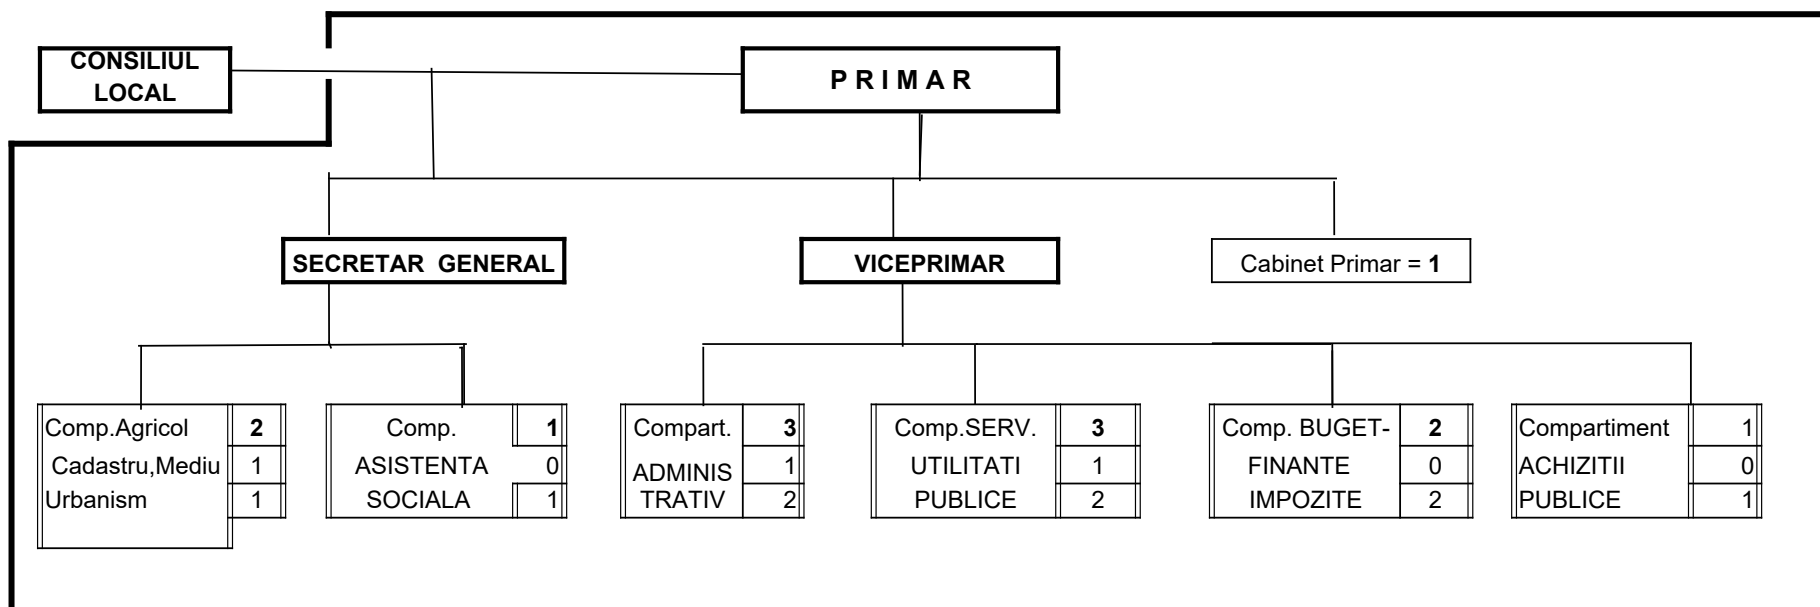 CONSILIUL
LOCAL
P R I M A R
SECRETAR GENERAL
VICEPRIMAR
Cabinet Primar = 1
Comp.Agricol 2
Cadastru,Mediu 1
Urbanism 1
Comp. 1
ASISTENTA 0
SOCIALA 1
Compart. 3
ADMINIS 1
TRATIV 2
Comp.SERV. 3
UTILITATI 1
PUBLICE 2
Comp. BUGET- 2
FINANTE 0
IMPOZITE 2
Compartiment 1
ACHIZITII 0
PUBLICE 1